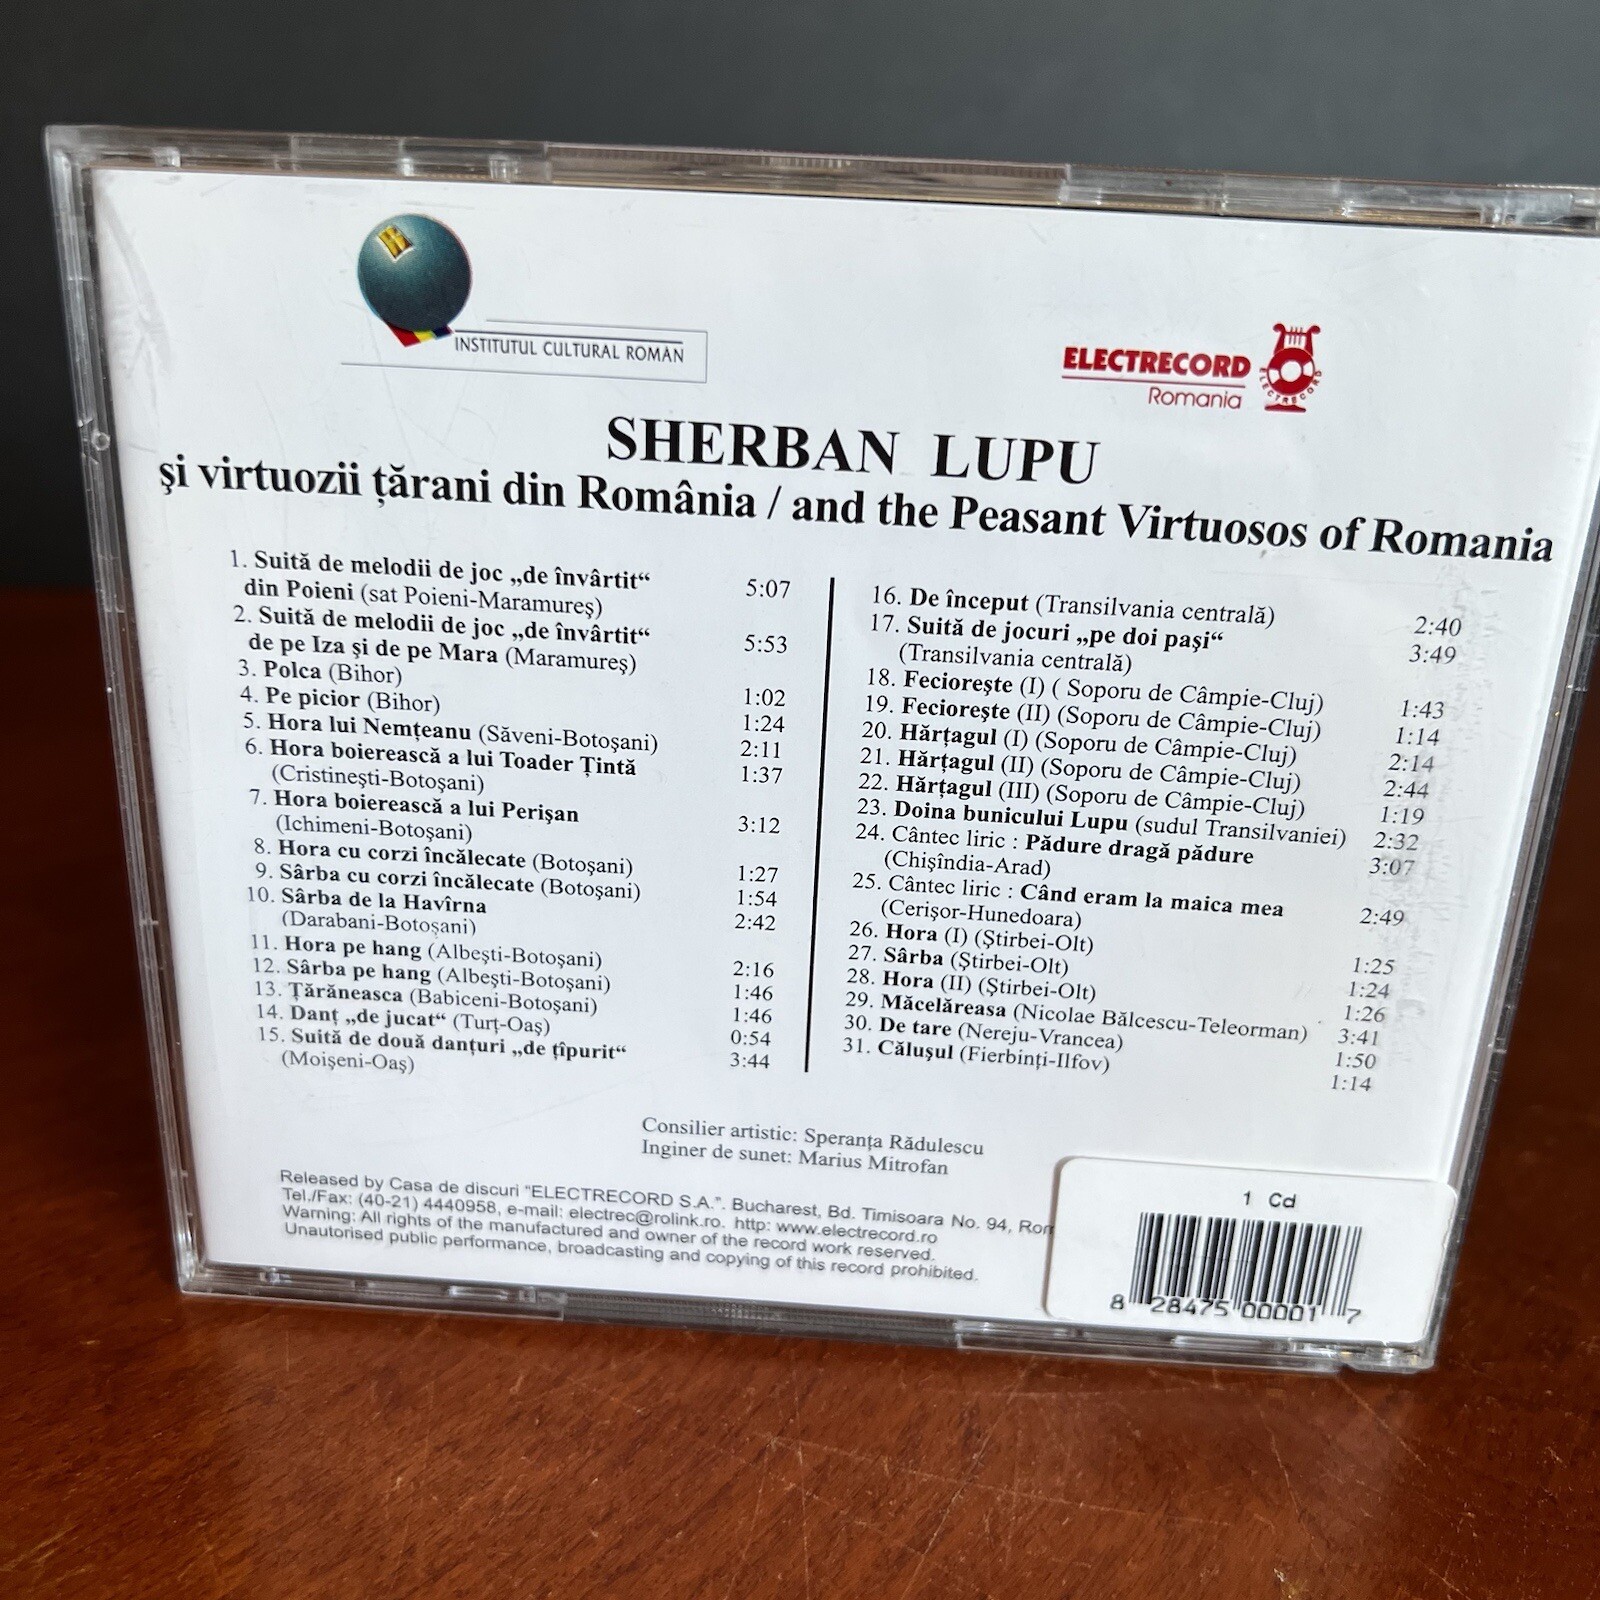 INSTITUTUL CULTURAL ROMÂN
ELECTRECORD
Romania
ELECTRECORD
SHERBAN LUPU
şi virtuozii ţărani din România / and the Peasant Virtuosos of Romania
1. Suită de melodii de joc „de învârtit“
din Poieni (sat Poieni-Maramureş) 5:07
2. Suită de melodii de joc „de învârtit“
de pe Iza şi de pe Mara (Maramureş) 5:53
3. Polca (Bihor) 1:02
4. Pe picior (Bihor) 1:24
5. Hora lui Nemţeanu (Săveni-Botoşani) 2:11
6. Hora boierească a lui Toader Ţintă 1:37
(Cristineşti-Botoşani)
7. Hora boierească a lui Perişan
(Ichimeni-Botoşani) 3:12
8. Hora cu corzi încălecate (Botoşani) 1:27
9. Sârba cu corzi încălecate (Botoşani) 1:54
10. Sârba de la Havîrna 2:42
(Darabani-Botoşani)
11. Hora pe hang (Albeşti-Botoşani) 2:16
12. Sârba pe hang (Albeşti-Botoşani) 1:46
13. Ţărăneasca (Babiceni-Botoşani) 1:46
14. Danţ „de jucat“ (Turţ-Oaş) 0:54
15. Suită de două danţuri „de ţîpurit“ 3:44
(Moişeni-Oaş)
16. De început (Transilvania centrală) 2:40
17. Suită de jocuri „pe doi paşi“ 3:49
(Transilvania centrală)
18. Fecioreşte (I) ( Soporu de Câmpie-Cluj) 1:43
19. Fecioreşte (II) (Soporu de Câmpie-Cluj) 1:14
20. Hărţagul (I) (Soporu de Câmpie-Cluj) 2:14
21. Hărţagul (II) (Soporu de Câmpie-Cluj) 2:44
22. Hărţagul (III) (Soporu de Câmpie-Cluj) 1:19
23. Doina bunicului Lupu (sudul Transilvaniei) 2:32
24. Cântec liric : Pădure dragă pădure 3:07
(Chişîndia-Arad)
25. Cântec liric : Când eram la maica mea 2:49
(Cerişor-Hunedoara)
26. Hora (I) (Ştirbei-Olt) 1:25
27. Sârba (Ştirbei-Olt) 1:24
28. Hora (II) (Ştirbei-Olt) 1:26
29. Măcelăreasa (Nicolae Bălcescu-Teleorman) 3:41
30. De tare (Nereju-Vrancea) 1:50
31. Căluşul (Fierbinţi-Ilfov) 1:14
Consilier artistic: Speranţa Rădulescu
Inginer de sunet: Marius Mitrofan
Released by Casa de discuri "ELECTRECORD S.A.". Bucharest, Bd. Timisoara No. 94, Rom
Tel./Fax: (40-21) 4440958, e-mail: electrec@rolink.ro. http: www.electrecord.ro
Warning: All rights of the manufactured and owner of the record work reserved.
Unautorised public performance, broadcasting and copying of this record prohibited.
1 Cd
8 28475 00001 7